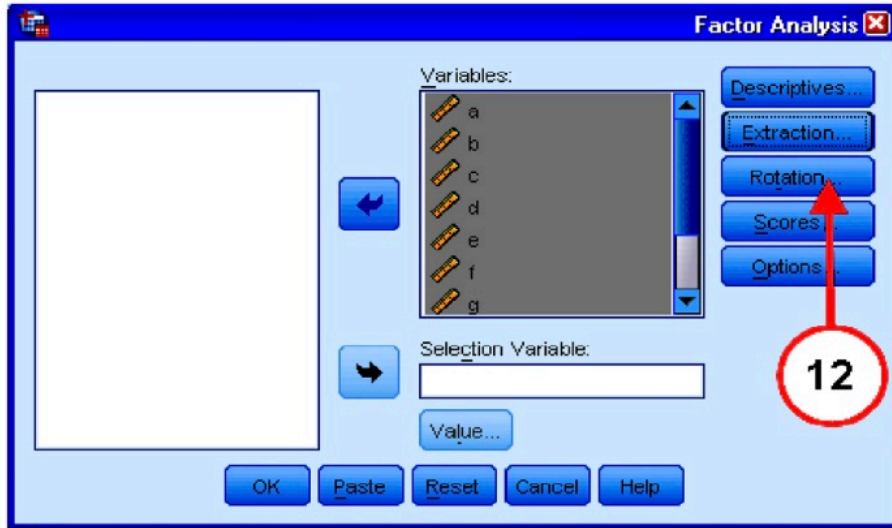 Factor Analysis
Variables:
a
b
c
d
e
f
g
Descriptives...
Extraction...
Rotation...
Scores...
Options...
12
Selection Variable:
Value...
OK
Paste
Reset
Cancel
Help